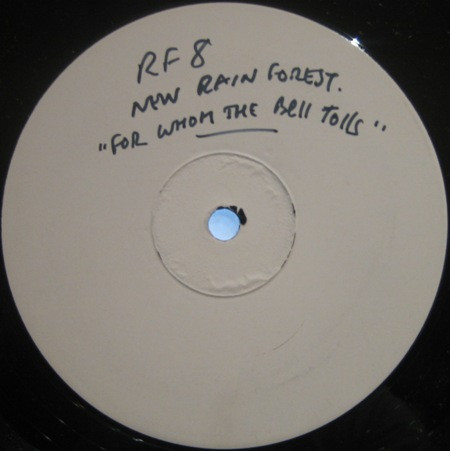 RF 8
NEW RAIN FOREST.
"FOR WHOM THE BEll TOllS"